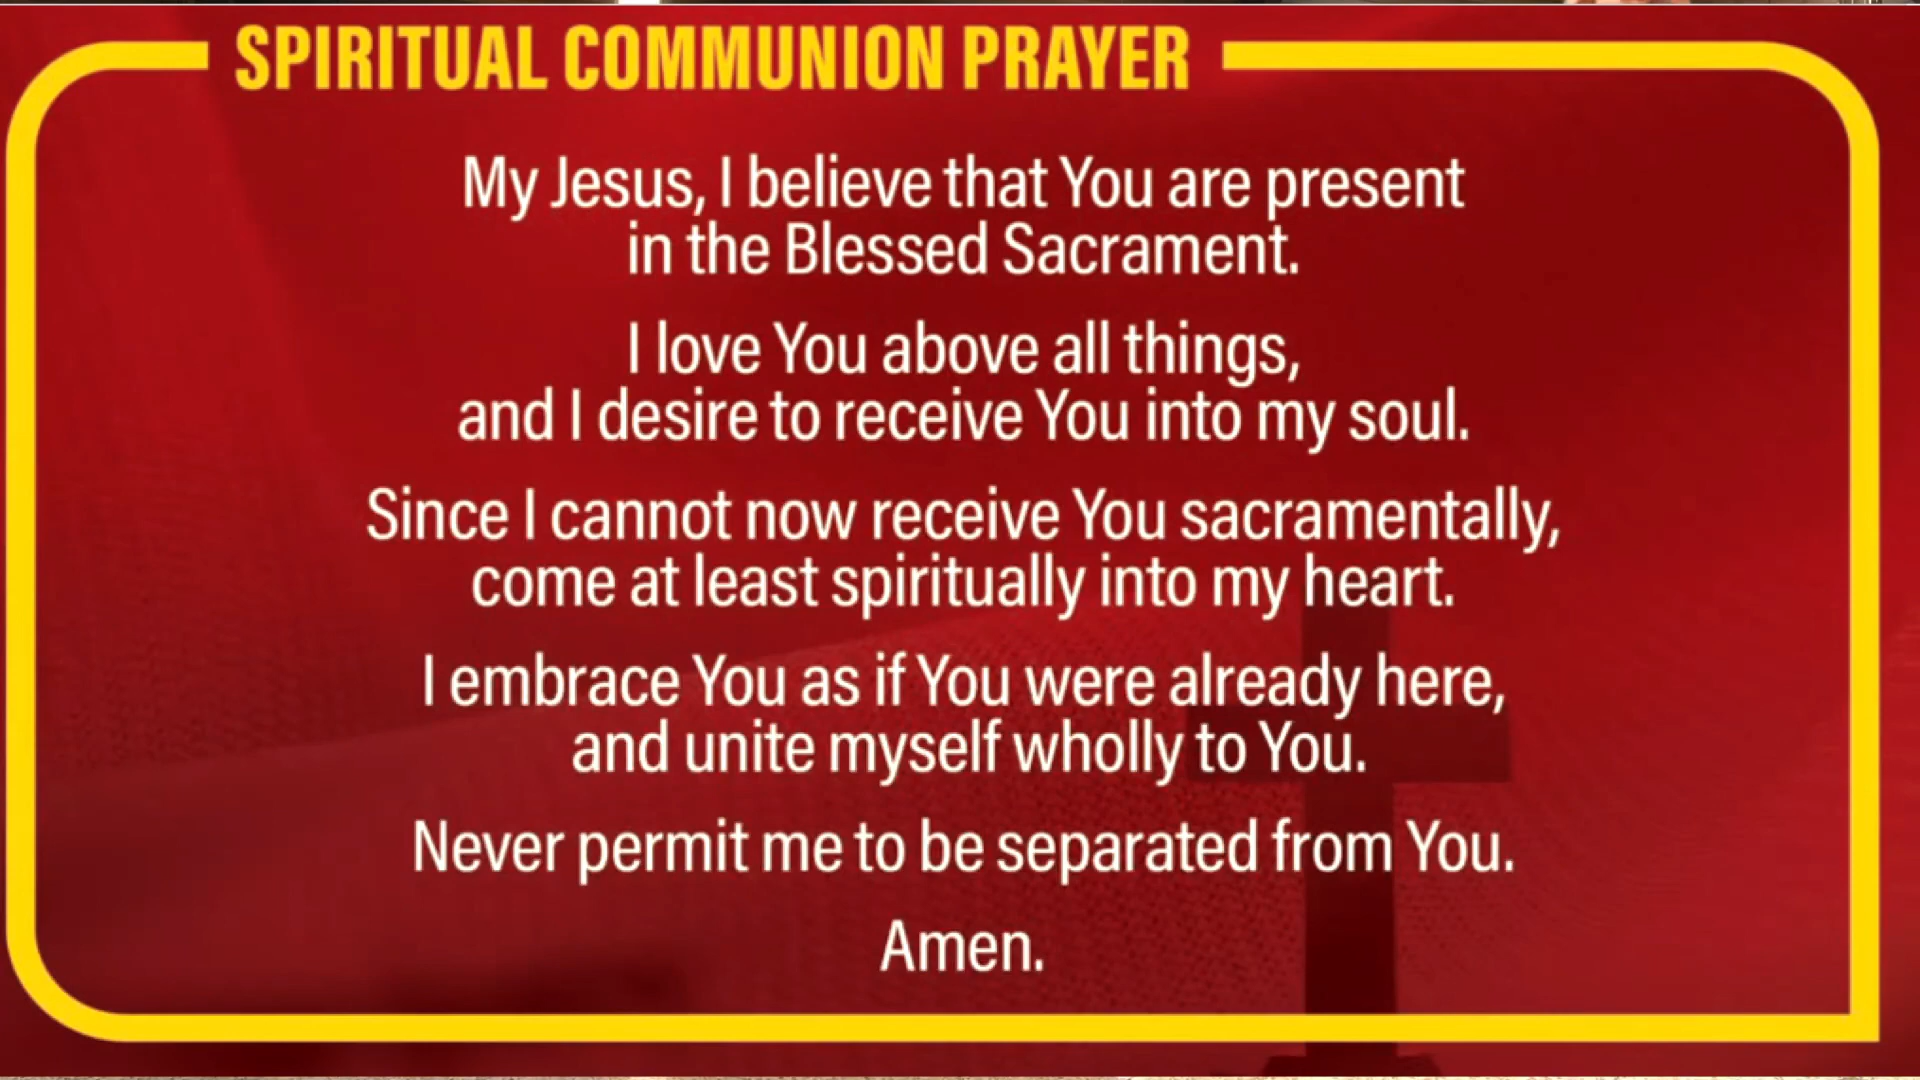 SPIRITUAL COMMUNION PRAYER
My Jesus, I believe that You are present
in the Blessed Sacrament.
I love You above all things,
and I desire to receive You into my soul.
Since I cannot now receive You sacramentally,
come at least spiritually into my heart.
I embrace You as if You were already here,
and unite myself wholly to You.
Never permit me to be separated from You.
Amen.